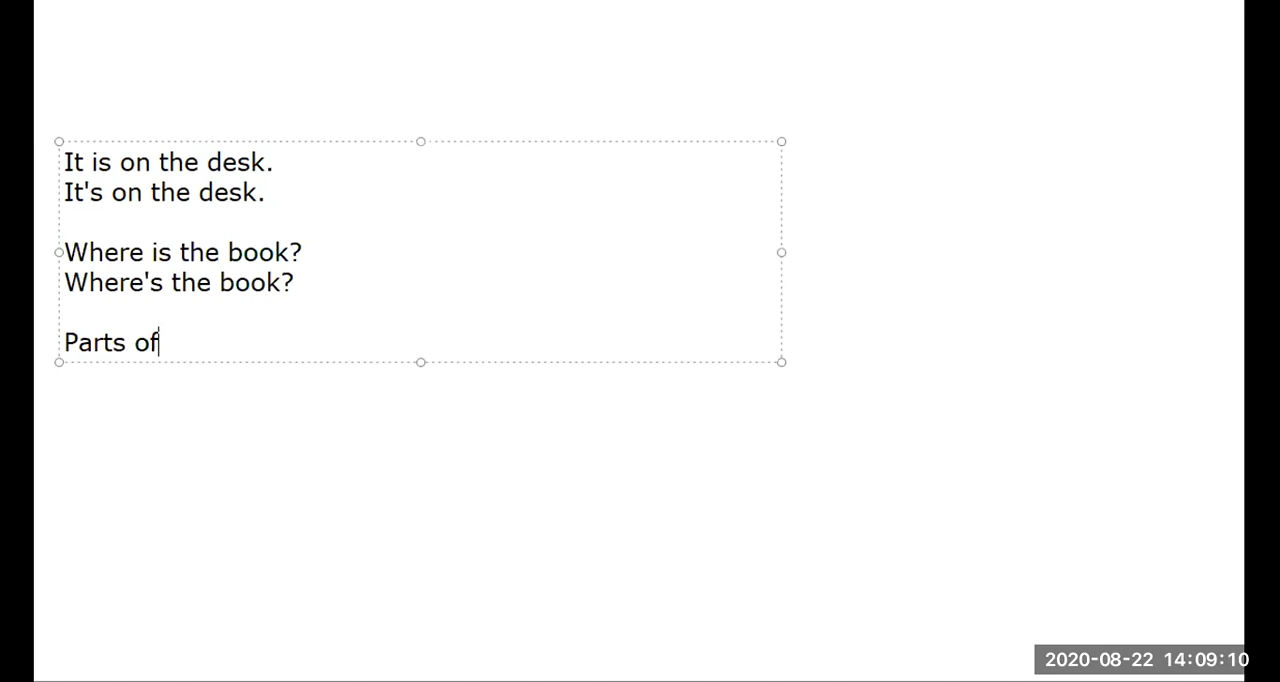 It is on the desk.
It's on the desk.
Where is the book?
Where's the book?
Parts of
2020-08-22 14:09:10